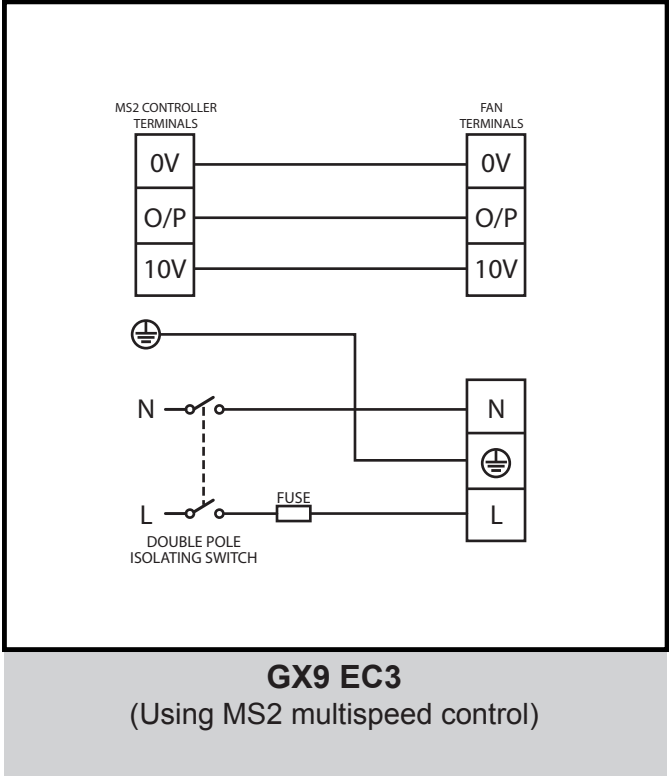 MS2 CONTROLLER
TERMINALS
FAN
TERMINALS
0V
0V
O/P
O/P
10V
10V
N
N
L
FUSE
L
DOUBLE POLE
ISOLATING SWITCH
GX9 EC3
(Using MS2 multispeed control)